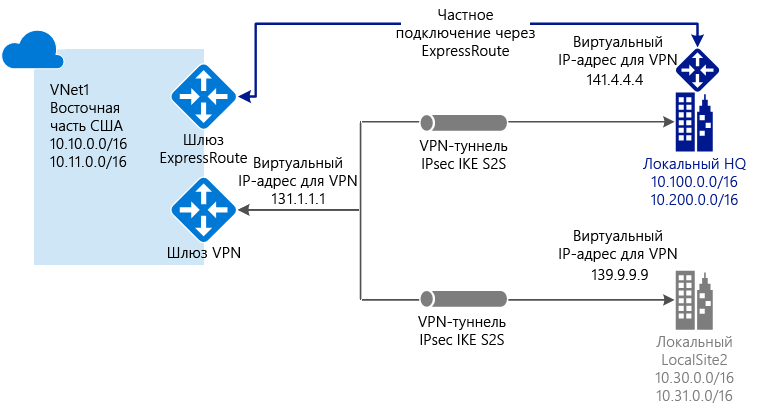 Частное
подключение через
ExpressRoute
Виртуальный
IP-адрес для VPN
141.4.4.4
VNet1
Восточная
часть США
10.10.0.0/16
10.11.0.0/16
Шлюз
ExpressRoute
VPN-туннель
IPsec IKE S2S
Локальный HQ
10.100.0.0/16
10.200.0.0/16
Виртуальный
IP-адрес для VPN
131.1.1.1
Шлюз VPN
Виртуальный
IP-адрес для VPN
139.9.9.9
VPN-туннель
IPsec IKE S2S
Локальный
LocalSite2
10.30.0.0/16
10.31.0.0/16